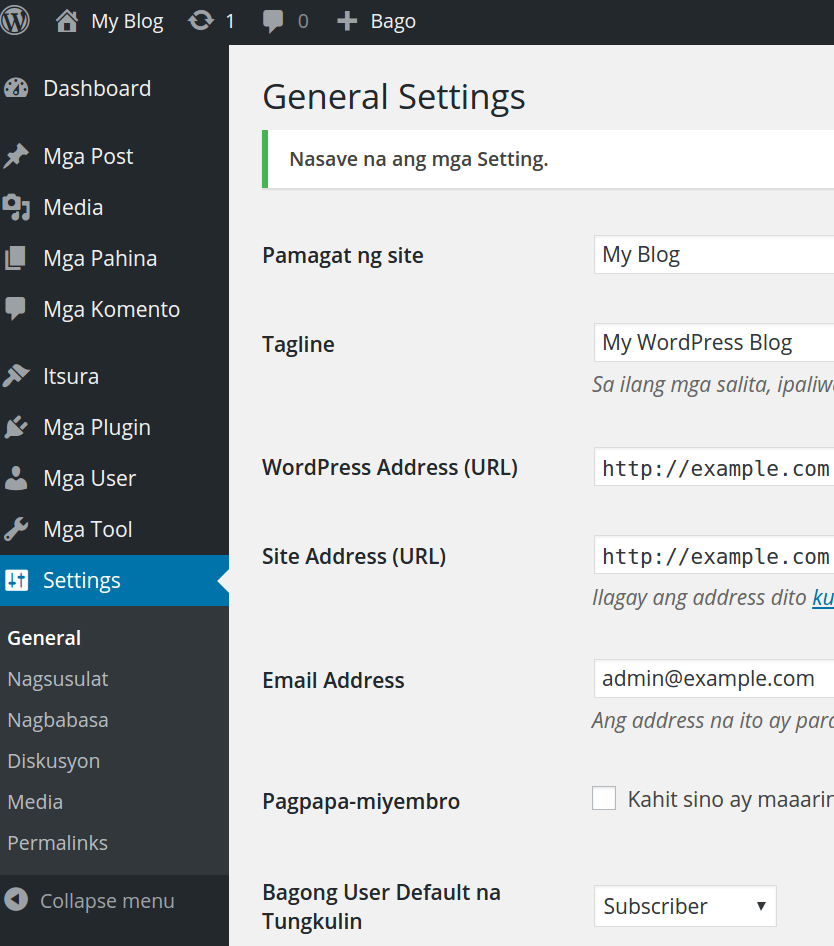 My Blog 1 0 Bago
Dashboard
Mga Post
Media
Mga Pahina
Mga Komento
Itsura
Mga Plugin
Mga User
Mga Tool
Settings
General
Nagsusulat
Nagbabasa
Diskusyon
Media
Permalinks
Collapse menu
General Settings
Nasave na ang mga Setting.
Pamagat ng site
My Blog
Tagline
My WordPress Blog
Sa ilang mga salita,
WordPress Address (URL)
http://example.com
Site Address (URL)
http://example.com
Ilagay ang address dito ku
Email Address
admin@example.com
Ang address na ito ay para
Pagpapa-miyembro
Kahit sino ay maaarin
Bagong User Default na
Tungkulin
Subscriber